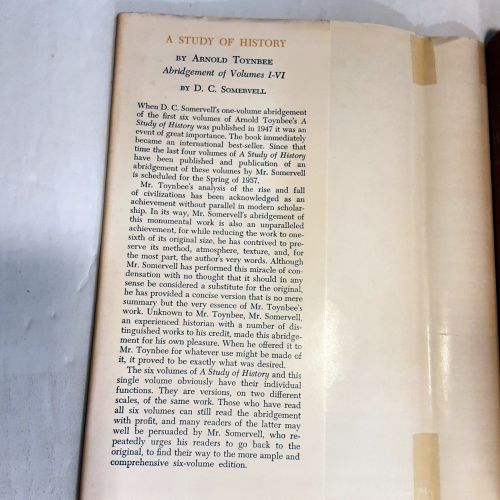 A STUDY OF HISTORY
BY ARNOLD TOYNBEE
Abridgement of Volumes I-VI
BY D. C. SOMERVELL
When D. C. Somervell's one-volume abridgement
of the first six volumes of Arnold Toynbee's A
Study of History was published in 1947 it was an
event of great importance. The book immediately
became an international best-seller. Since that
time the last four volumes of A Study of History
have been published and publication of an
abridgement of these volumes by Mr. Somervell
is scheduled for the Spring of 1957.
Mr. Toynbee's analysis of the rise and fall
of civilizations has been acknowledged as an
achievement without parallel in modern scholar-
ship. In its way, Mr. Somervell's abridgement of
this monumental work is also an unparalleled
achievement, for while reducing the work to one-
sixth of its original size, he has contrived to pre-
serve its method, atmosphere, texture, and, for
the most part, the author's very words. Although
Mr. Somervell has performed this miracle of con-
densation with no thought that it should in any
sense be considered a substitute for the original,
he has provided a concise version that is no mere
summary but the very essence of Mr. Toynbee's
work. Unknown to Mr. Toynbee, Mr. Somervell,
an experienced historian with a number of dis-
tinguished works to his credit, made this abridge-
ment for his own pleasure. When he offered it to
Mr. Toynbee for whatever use might be made of
it, it proved to be exactly what was desired.
The six volumes of A Study of History and this
single volume obviously have their individual
functions. They are versions, on two different
scales, of the same work. Those who have read
all six volumes can still read the abridgement
with profit, and many readers of the latter may
well be persuaded by Mr. Somervell, who re-
peatedly urges his readers to go back to the
original, to find their way to the more ample and
comprehensive six-volume edition.